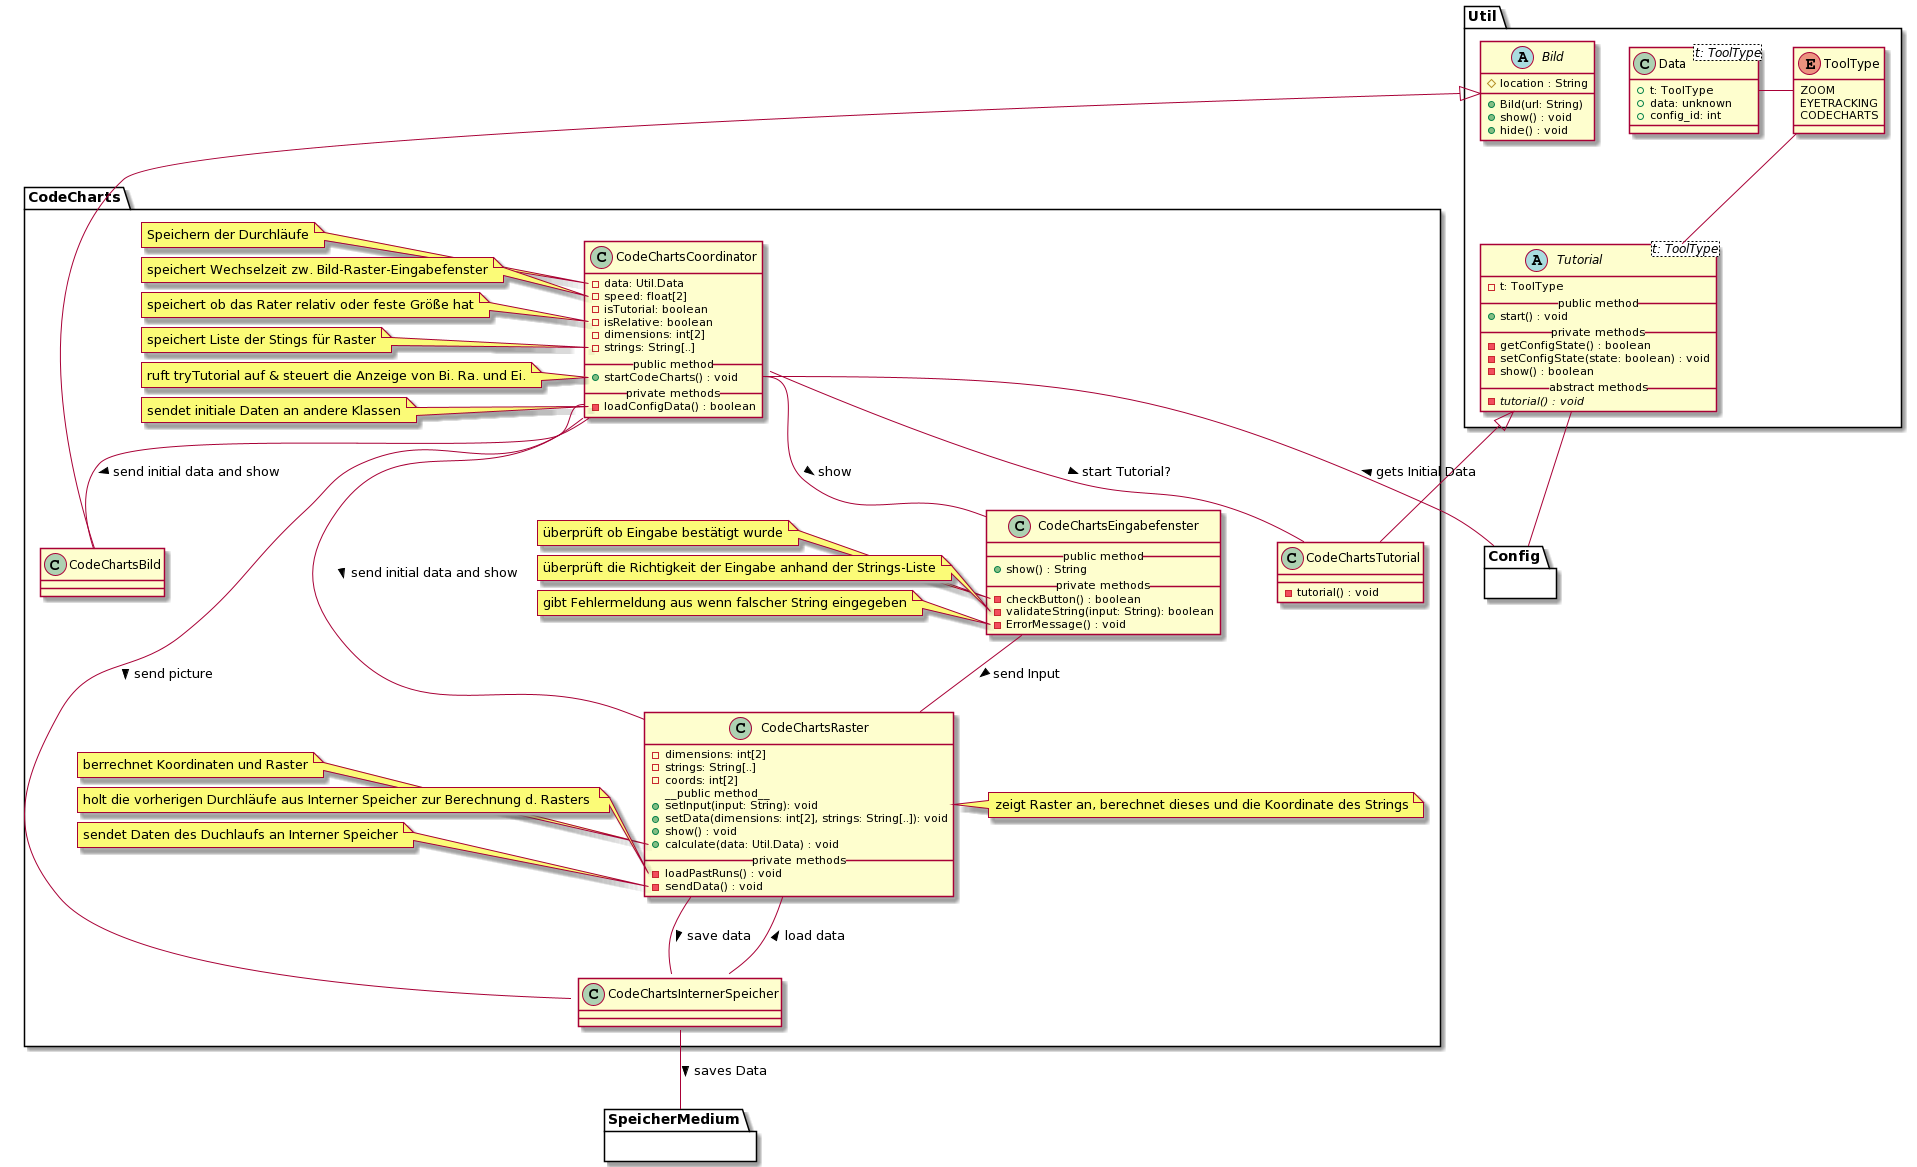 Util
A Bild
location : String
Bild(url: String)
show() : void
hide() : void
C Data
t: ToolType
t: ToolType
data: unknown
config_id: int
E ToolType
ZOOM
EYETRACKING
CODECHARTS
A Tutorial
t: ToolType
t: ToolType
public method
start() : void
private methods
getConfigState() : boolean
setConfigState(state: boolean) : void
show() : boolean
abstract methods
tutorial() : void
CodeCharts
Speichern der Durchläufe
speichert Wechselzeit zw. Bild-Raster-Eingabefenster
speichert ob das Rater relativ oder feste Größe hat
speichert Liste der Stings für Raster
ruft tryTutorial auf & steuert die Anzeige von Bi. Ra. und Ei.
sendet initiale Daten an andere Klassen
C CodeChartsCoordinator
data: Util.Data
speed: float[2]
isTutorial: boolean
isRelative: boolean
dimensions: int[2]
strings: String[..]
public method
startCodeCharts() : void
private methods
loadConfigData() : boolean
send initial data and show
show
start Tutorial?
gets Initial Data
C CodeChartsBild
send initial data and show
überprüft ob Eingabe bestätigt wurde
überprüft die Richtigkeit der Eingabe anhand der Strings-Liste
gibt Fehlermeldung aus wenn falscher String eingegeben
C CodeChartsEingabefenster
public method
show() : String
private methods
checkButton() : boolean
validateString(input: String): boolean
ErrorMessage() : void
C CodeChartsTutorial
tutorial() : void
Config
send picture
send Input
berrechnet Koordinaten und Raster
holt die vorherigen Durchläufe aus Interner Speicher zur Berechnung d. Rasters
sendet Daten des Duchlaufs an Interner Speicher
C CodeChartsRaster
dimensions: int[2]
strings: String[..]
coords: int[2]
__public method__
setInput(input: String): void
setData(dimensions: int[2], strings: String[..]): void
show() : void
calculate(data: Util.Data) : void
private methods
loadPastRuns() : void
sendData() : void
zeigt Raster an, berechnet dieses und die Koordinate des Strings
save data
load data
C CodeChartsInternerSpeicher
saves Data
SpeicherMedium